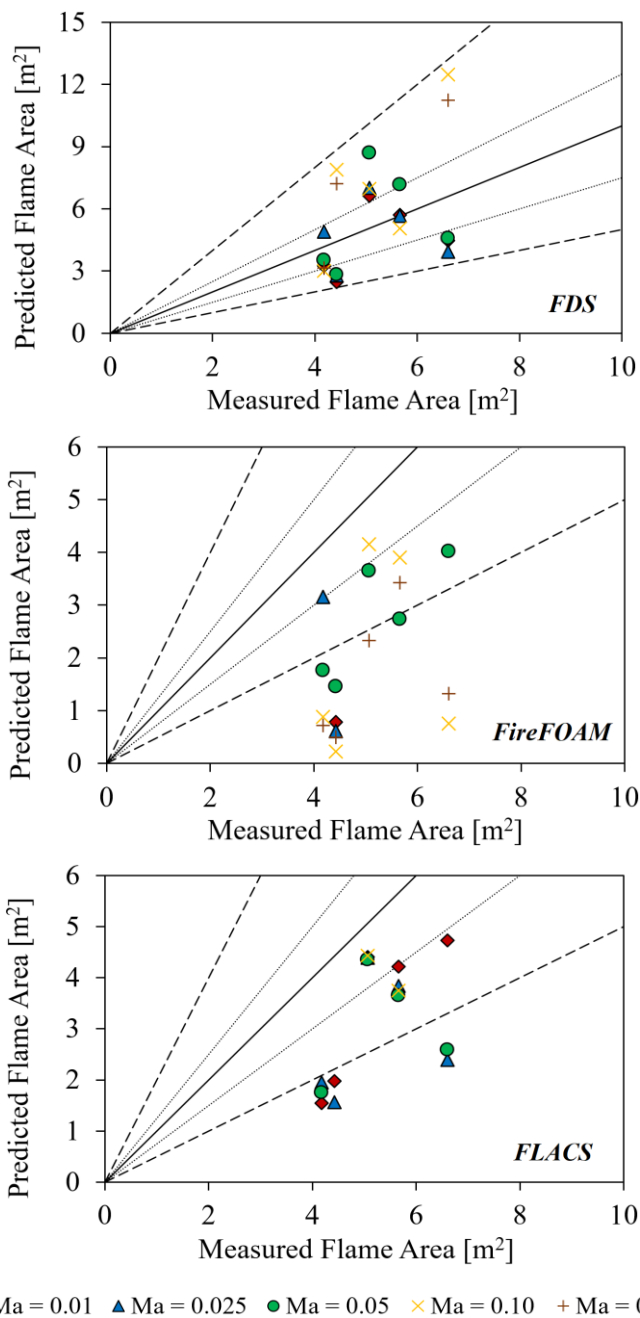 15
12
9
6
3
0
Predicted Flame Area [m²]
FDS
0 2 4 6 8 10
Measured Flame Area [m²]
6
5
4
3
2
1
0
Predicted Flame Area [m²]
FireFOAM
0 2 4 6 8 10
Measured Flame Area [m²]
6
5
4
3
2
1
0
Predicted Flame Area [m²]
FLACS
0 2 4 6 8 10
Measured Flame Area [m²]
Ma = 0.01 Ma = 0.025 Ma = 0.05 Ma = 0.10 Ma =